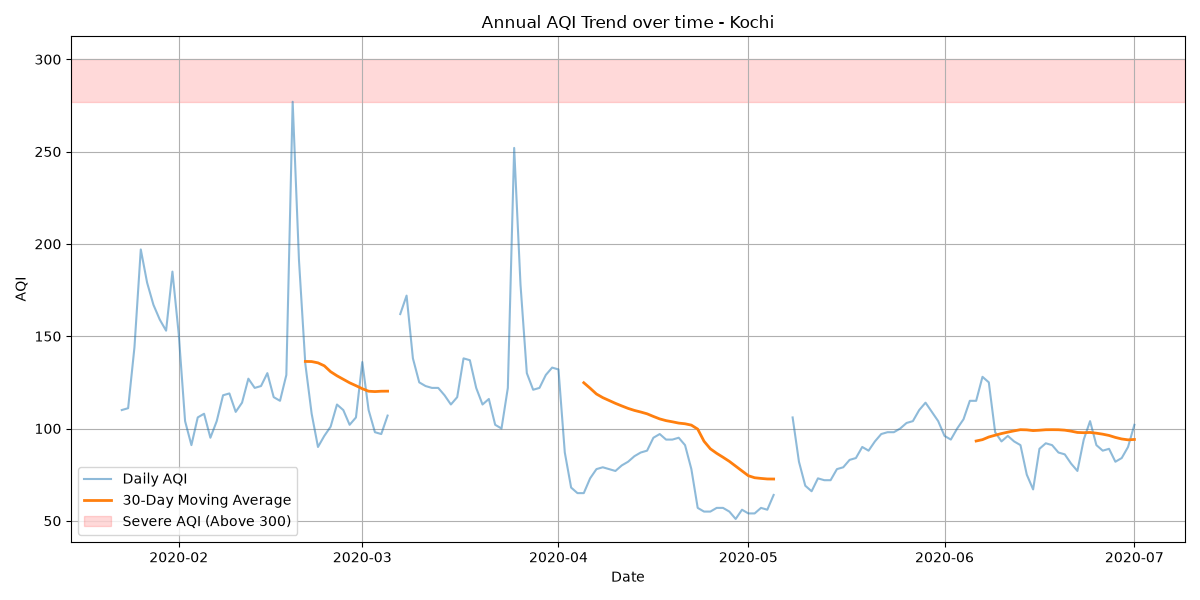 Annual AQI Trend over time - Kochi
300
250
200
150
100
50
AQI
Daily AQI
30-Day Moving Average
Severe AQI (Above 300)
2020-02 2020-03 2020-04 2020-05 2020-06 2020-07
Date